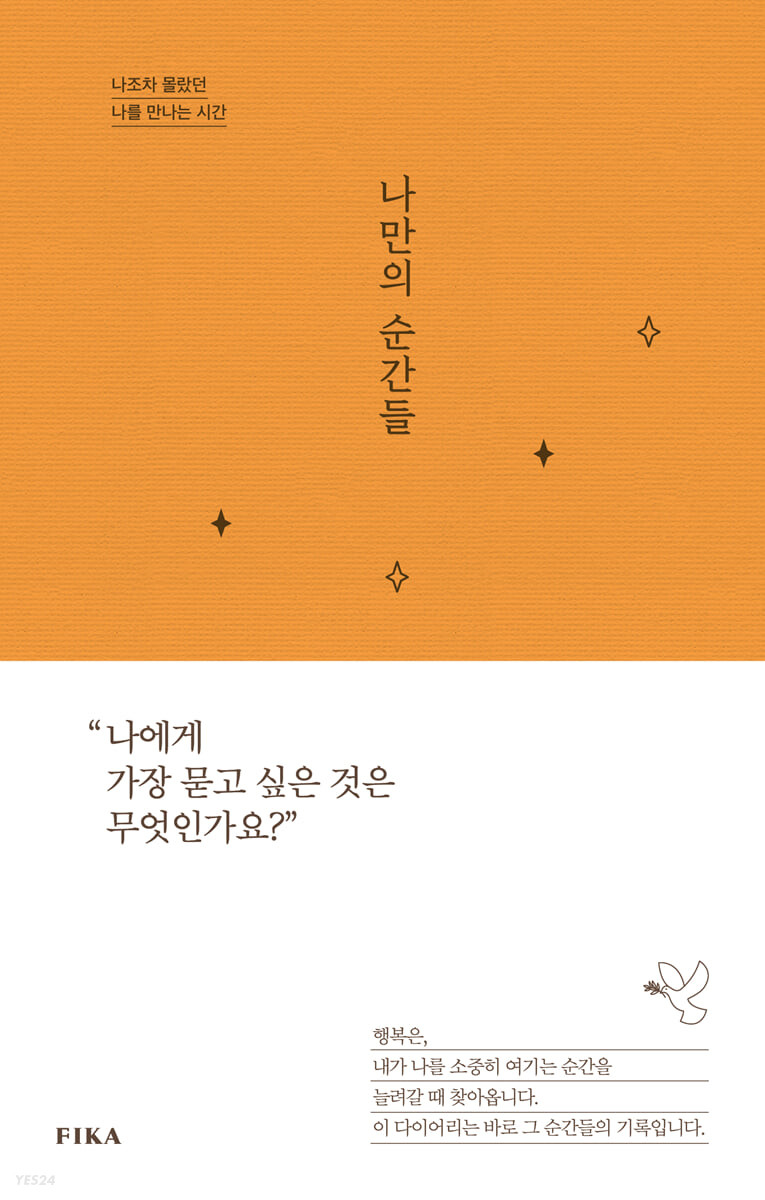 나조차 몰랐던
나를 만나는 시간
나만의 순간들
“나에게
가장 묻고 싶은 것은
무엇인가요?”
행복은,
내가 나를 소중히 여기는 순간을
늘려갈 때 찾아옵니다.
이 다이어리는 바로 그 순간들의 기록입니다.
FIKA
YES24